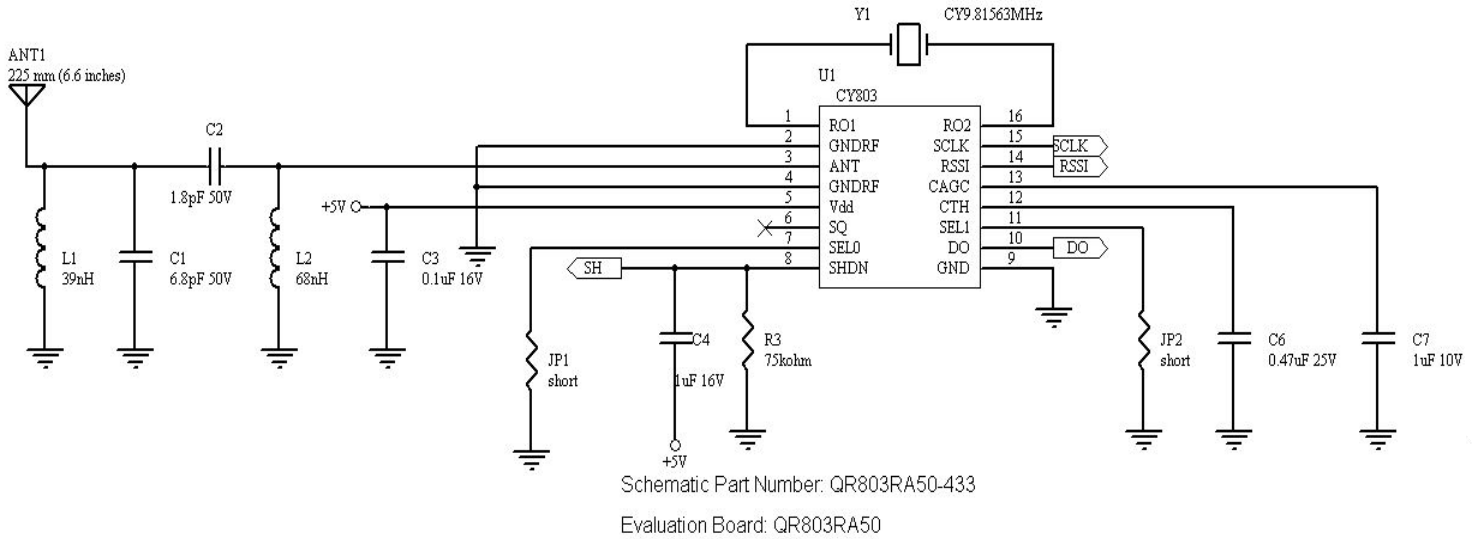 Y1
CY9.81563MHz
ANT1
225 mm (6.6 inches)
U1
CY803
1
RO1
RO2
16
2
GNDRF
SCLK
15
SCLK
3
ANT
RSSI
14
RSSI
4
GNDRF
CAGC
13
+5V
5
Vdd
CTH
12
6
SQ
SEL1
11
7
SEL0
DO
10
DO
SH
8
SHDN
GND
9
C2
1.8pF 50V
L1
39nH
C1
6.8pF 50V
L2
68nH
C3
0.1uF 16V
JP1
short
C4
1uF 16V
+5V
R3
75kohm
JP2
short
C6
0.47uF 25V
C7
1uF 10V
Schematic Part Number: QR803RA50-433
Evaluation Board: QR803RA50